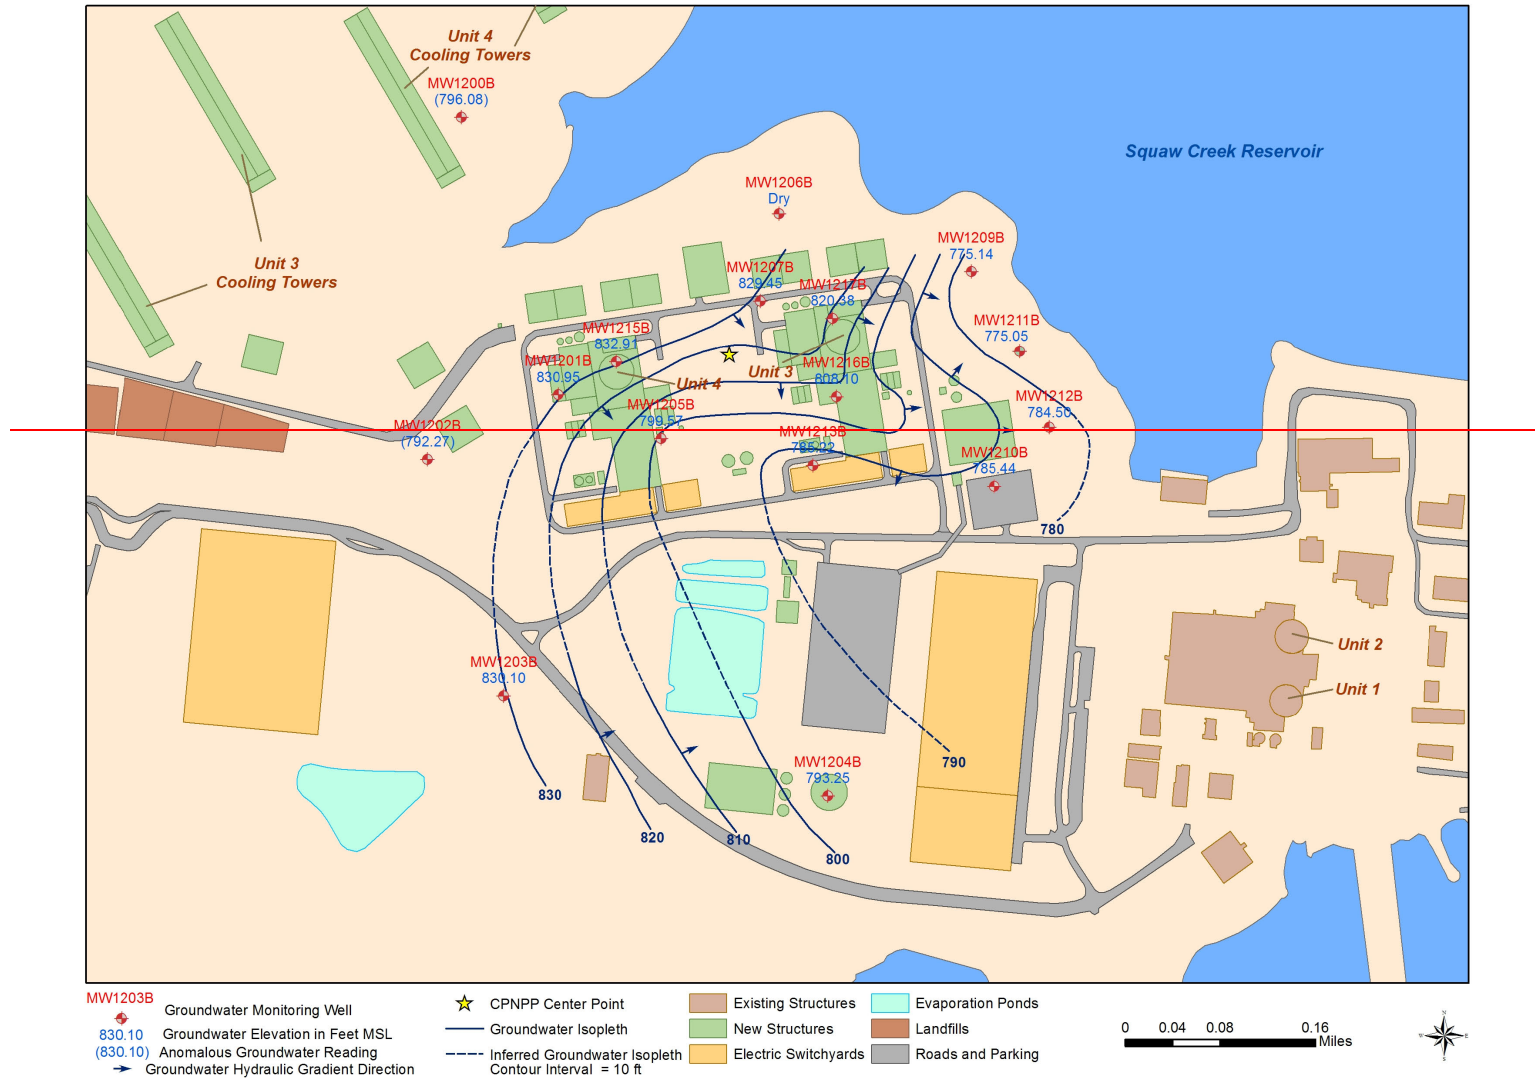 Unit 4
Cooling Towers
MW1200B
(796.08)
Squaw Creek Reservoir
MW1206B
Dry
MW1209B
775.14
Unit 3
Cooling Towers
MW1207B
829.45
MW1217B
820.38
MW1211B
775.05
MW1215B
832.91
MW1201B
830.95
Unit 3
MW1216B
808.10
Unit 4
MW1205B
799.57
MW1212B
784.50
MW1202B
(792.27)
MW1213B
785.22
MW1210B
785.44
780
Unit 2
MW1203B
830.10
Unit 1
MW1204B
793.25
790
830
820
810
800
MW1203B
Groundwater Monitoring Well
830.10
Groundwater Elevation in Feet MSL
(830.10)
Anomalous Groundwater Reading
Groundwater Hydraulic Gradient Direction
CPNPP Center Point
Groundwater Isopleth
Inferred Groundwater Isopleth
Contour Interval = 10 ft
Existing Structures
New Structures
Electric Switchyards
Evaporation Ponds
Landfills
Roads and Parking
0 0.04 0.08 0.16
Miles
N
W E
S